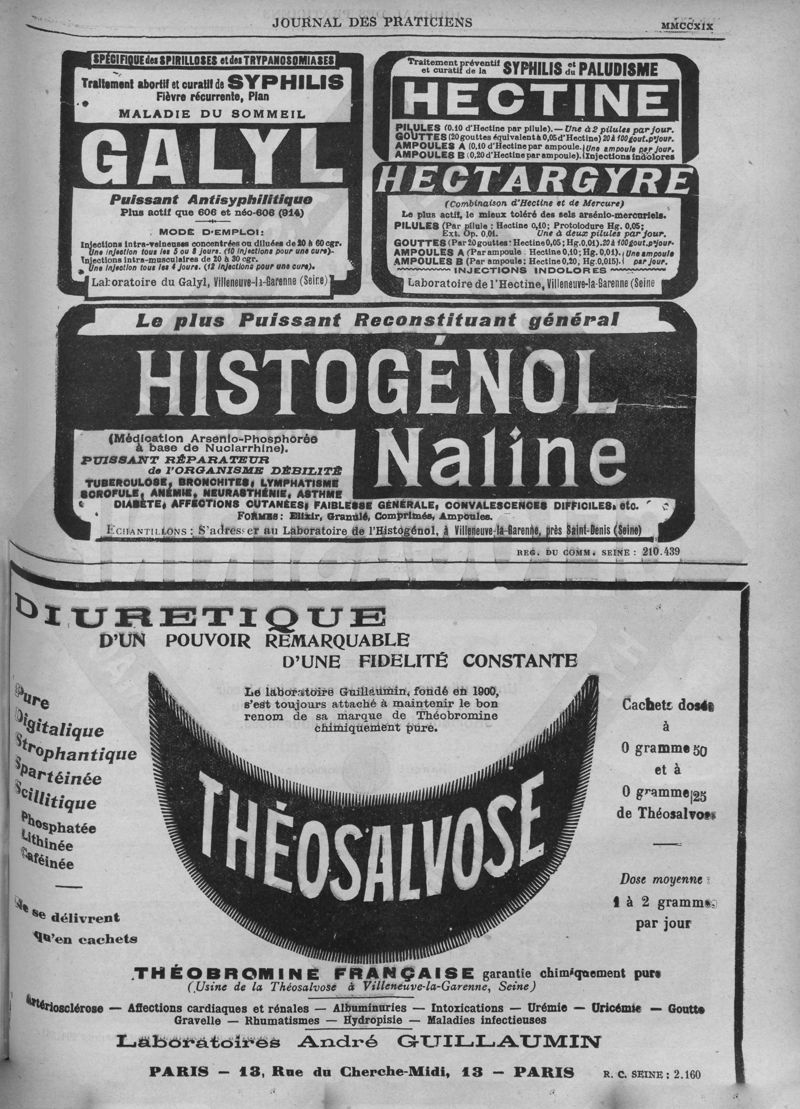 JOURNAL DES PRATICIENS
MMCCXIX
SPÉCIFIQUE des SPIRILLOSES et des TRYPANOSOMIASES
Traitement abortif et curatif de SYPHILIS
Fièvre récurrente, Pian
MALADIE DU SOMMEIL
GALYL
Puissant Antisyphilitique
Plus actif que 606 et néo-606 (914)
MODE D'EMPLOI:
Injections intra-veineuses concentrées ou diluées de 20 à 60 cgr.
Une injection tous les 5 ou 8 jours. (10 injections pour une cure).
Injections intra-musculaires de 20 à 30 cgr.
Une injection tous les 4 jours. (12 injections pour une cure).
Laboratoire du Galyl, Villeneuve-la-Garenne (Seine)
Traitement préventif et curatif de la SYPHILIS et du PALUDISME
HECTINE
PILULES (0,10 d'Hectine par pilule).— Une à 2 pilules par jour.
GOUTTES (20 gouttes équivalent à 0,05 d'Hectine) 20 à 100 gout. p' jour.
AMPOULES A (0,10 d'Hectine par ampoule. Une ampoule par jour.
AMPOULES B (0,20 d'Hectine par ampoule). Injections indolores
HECTARGYRE
(Combinaison d'Hectine et de Mercure)
Le plus actif, le mieux toléré des sels arsénio-mercuriels.
PILULES (Par pilule : Hectine 0,10; Protoiodure Hg. 0,05;
Ext. Op. 0,01. Une à deux pilules par jour.
GOUTTES (Par 20 gouttes: Hectine 0,05; Hg. 0,01). 20 à 100 gout. p' jour.
AMPOULES A (Par ampoule : Hectine 0,10; Hg. 0,01). Une ampoule
AMPOULES B (Par ampoule: Hectine 0,20, Hg. 0,015). par jour.
INJECTIONS INDOLORES
Laboratoire de l'Hectine, Villeneuve-la-Garenne (Seine
Le plus Puissant Reconstituant général
HISTOGÉNOL
Naline
(Médication Arsenio-Phosphorée
à base de Nuclarrhine).
PUISSANT RÉPARATEUR
de l'ORGANISME DÉBILITÉ
TUBERCULOSE, BRONCHITES, LYMPHATISME
SCROFULE, ANÉMIE, NEURASTHÉNIE, ASTHME
DIABÈTE, AFFECTIONS CUTANÉES, FAIBLESSE GÉNÉRALE, CONVALESCENCES DIFFICILES, etc.
FORMES: Elixir, Granulé, Comprimés, Ampoules.
ÉCHANTILLONS : S'adresser au Laboratoire de l'Histogénol, à Villeneuve-la-Garenne, près Saint-Denis (Seine)
REG. DU COMM. SEINE : 210.439
DIURETIQUE
D'UN POUVOIR REMARQUABLE
D'UNE FIDELITÉ CONSTANTE
Le laboratoire Guillaumin, fondé en 1900,
s'est toujours attaché à maintenir le bon
renom de sa marque de Théobromine
chimiquement pure.
Pure
Digitalique
Strophantique
Spartéinée
Scillitique
Phosphatée
Lithinée
Caféinée
Ne se délivrent
qu'en cachets
THÉOSALVOSE
Cachets dosés
à
0 gramme 50
et à
0 gramme 25
de Théosalvose
Dose moyenne :
1 à 2 grammes
par jour
THÉOBROMINE FRANÇAISE garantie chimiquement pure
(Usine de la Théosalvose à Villeneuve-la-Garenne, Seine)
Artériosclérose — Affections cardiaques et rénales — Albuminuries — Intoxications — Urémie — Uricémie — Goutte
Gravelle — Rhumatismes — Hydropisie — Maladies infectieuses
Laboratoires André GUILLAUMIN
PARIS - 13, Rue du Cherche-Midi, 13 - PARIS R. C. SEINE : 2.160